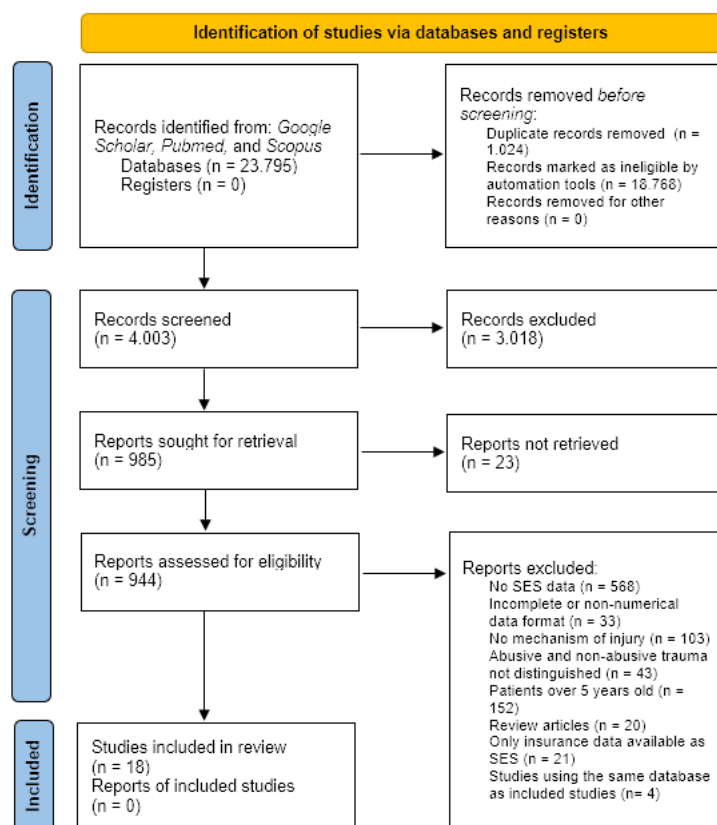 Identification of studies via databases and registers
Identification
Records identified from: Google
Scholar, Pubmed, and Scopus
Databases (n = 23.795)
Registers (n = 0)
Records removed before
screening:
Duplicate records removed (n =
1.024)
Records marked as ineligible by
automation tools (n = 18.768)
Records removed for other
reasons (n = 0)
Screening
Records screened
(n = 4.003)
Records excluded
(n = 3.018)
Reports sought for retrieval
(n = 985)
Reports not retrieved
(n = 23)
Reports assessed for eligibility
(n = 944)
Reports excluded:
No SES data (n = 568)
Incomplete or non-numerical
data format (n = 33)
No mechanism of injury (n = 103)
Abusive and non-abusive trauma
not distinguished (n = 43)
Patients over 5 years old (n =
152)
Review articles (n = 20)
Only insurance data available as
SES (n = 21)
Studies using the same database
as included studies (n= 4)
Included
Studies included in review
(n = 18)
Reports of included studies
(n = 0)